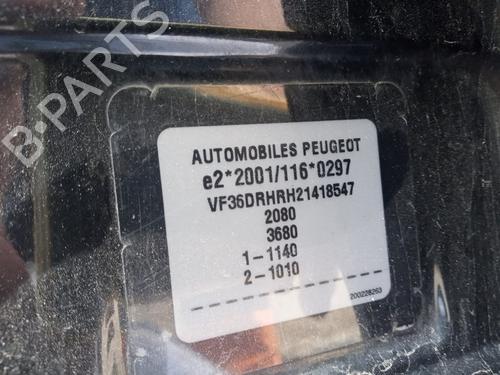 B-PARTS
AUTOMOBILES PEUGEOT
e2*2001/116*0297
VF36DRHRH21418547
2080
3680
1-1140
2-1010
200228263